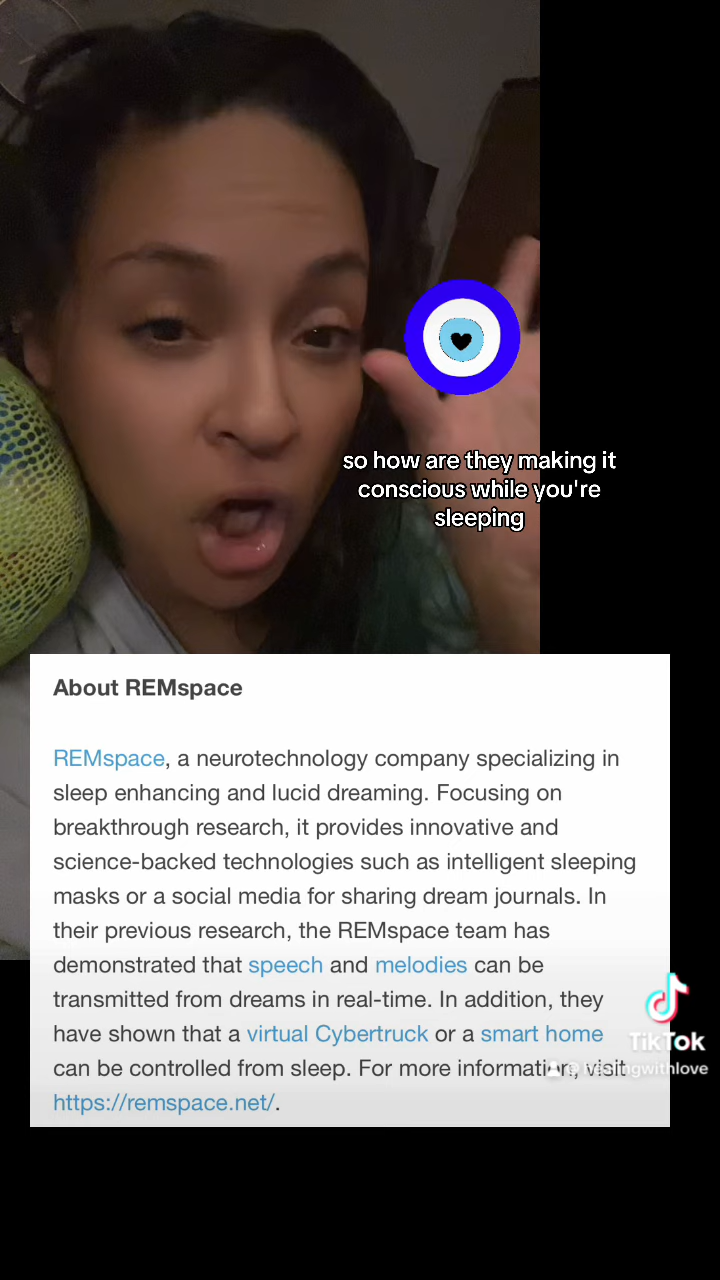 so how are they making it
conscious while you're
sleeping
About REMspace
REMspace, a neurotechnology company specializing in
sleep enhancing and lucid dreaming. Focusing on
breakthrough research, it provides innovative and
science-backed technologies such as intelligent sleeping
masks or a social media for sharing dream journals. In
their previous research, the REMspace team has
demonstrated that speech and melodies can be
transmitted from dreams in real-time. In addition, they
have shown that a virtual Cybertruck or a smart home
can be controlled from sleep. For more information, visit
https://remspace.net/.
TikTok